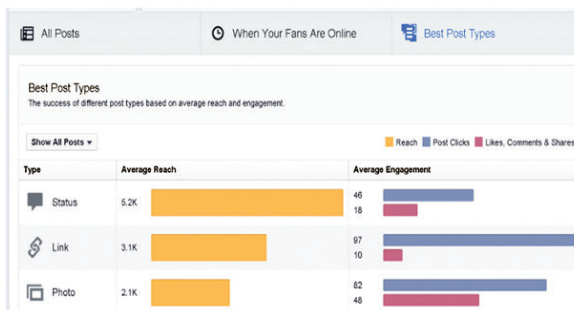 All Posts
When Your Fans Are Online
Best Post Types
Best Post Types
The success of different post types based on average reach and engagement.
Show All Posts
Reach Post Clicks Likes, Comments & Shares
Type Average Reach Average Engagement
Status 5.2K 46
18
Link 3.1K 97
10
Photo 2.1K 82
48